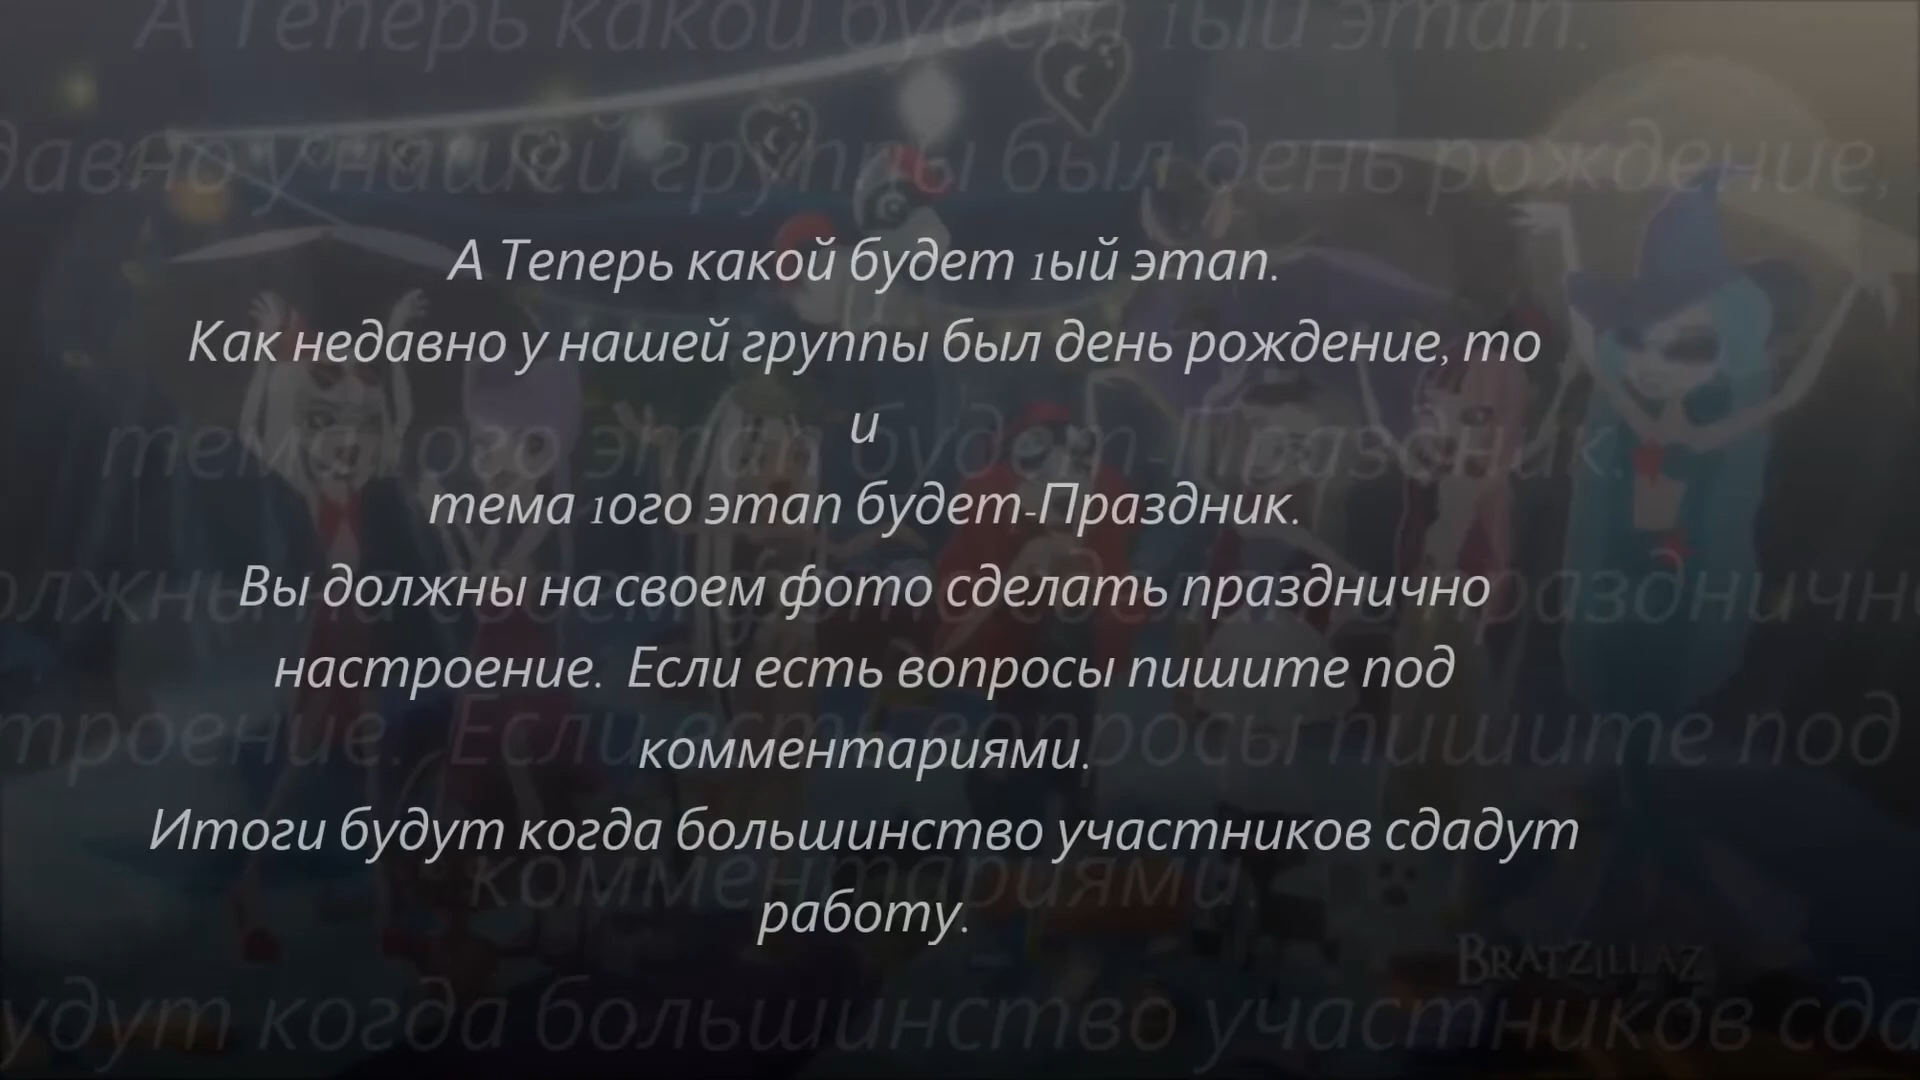 А Теперь какой будет 1ый этап.
Как недавно у нашей группы был день рождение, то
и
тема 1ого этап будет-Праздник.
Вы должны на своем фото сделать празднично
настроение. Если есть вопросы пишите под
комментариями.
Итоги будут когда большинство участников сдадут
работу.
BRATZILLAZ